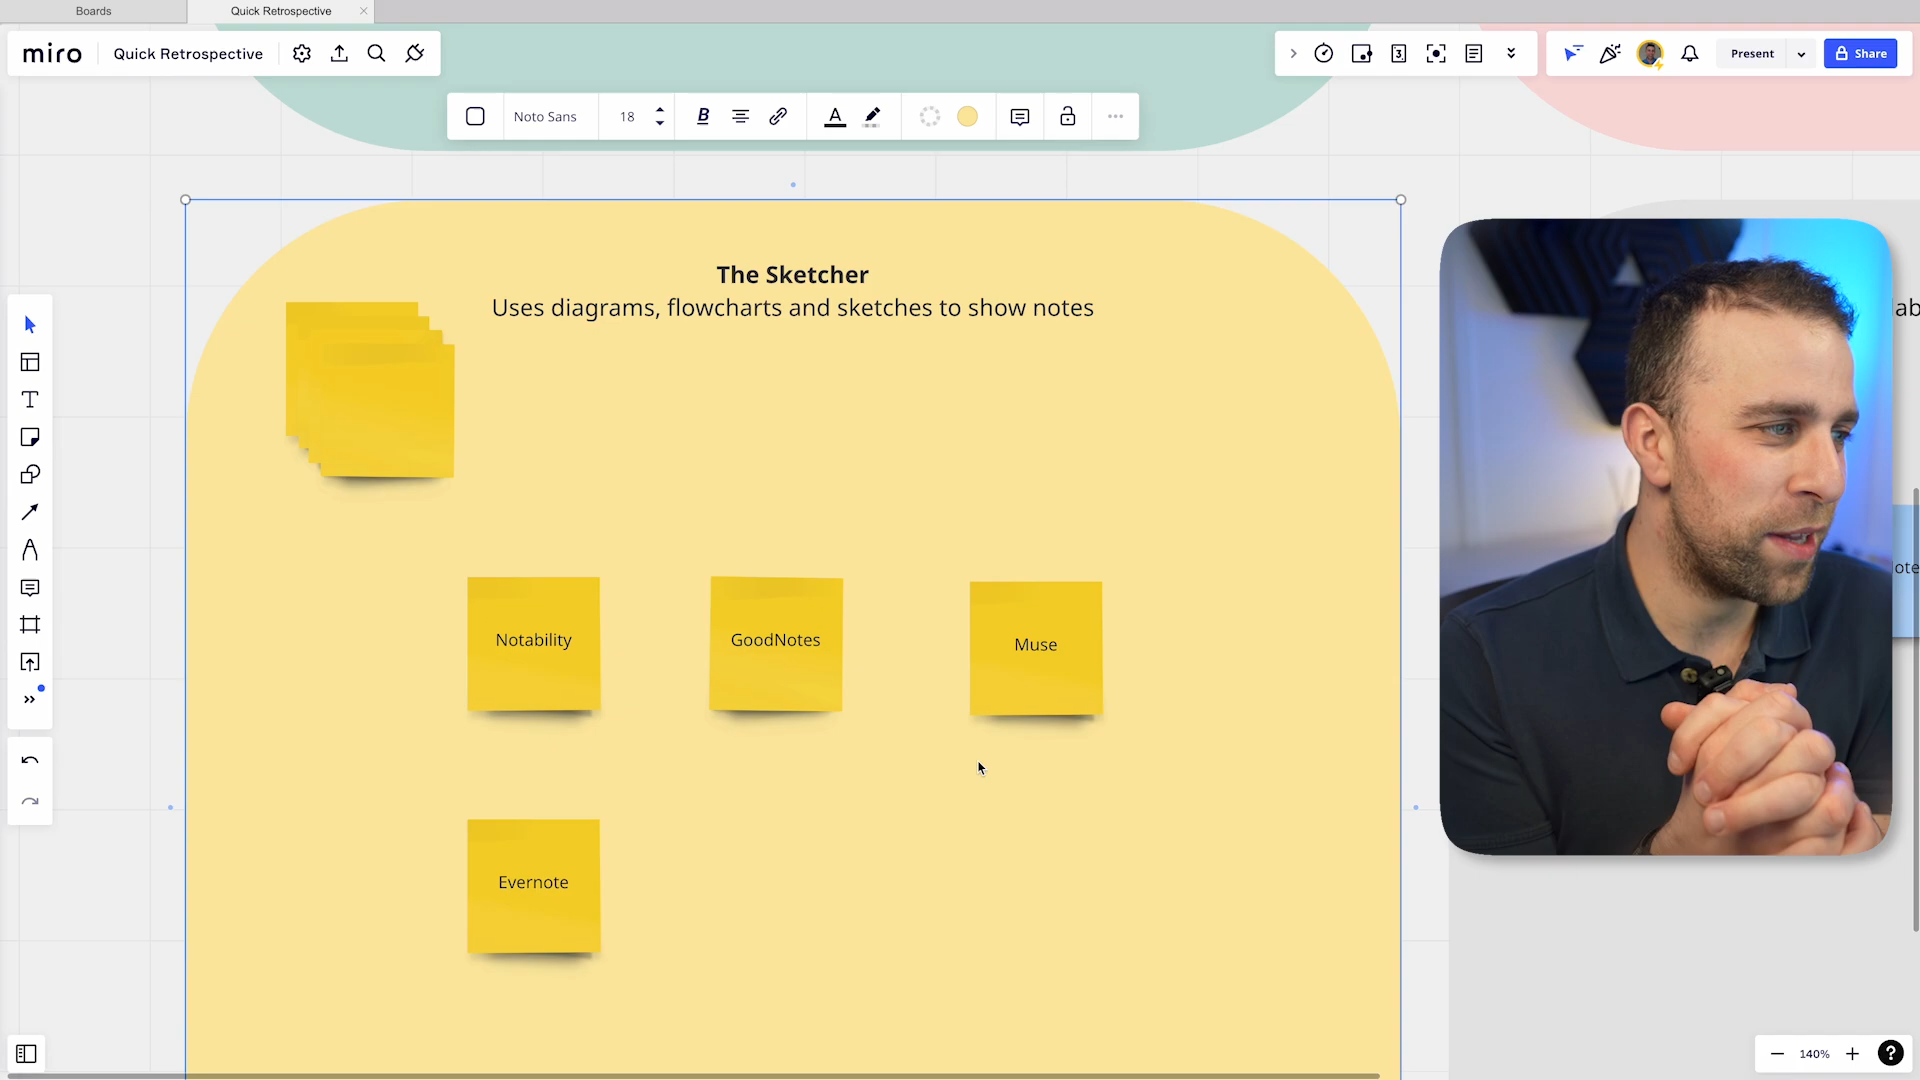 Boards
Quick Retrospective
miro
Quick Retrospective
Present
Share
Noto Sans
18
B
A
The Sketcher
Uses diagrams, flowcharts and sketches to show notes
Notability
GoodNotes
Muse
Evernote
140%